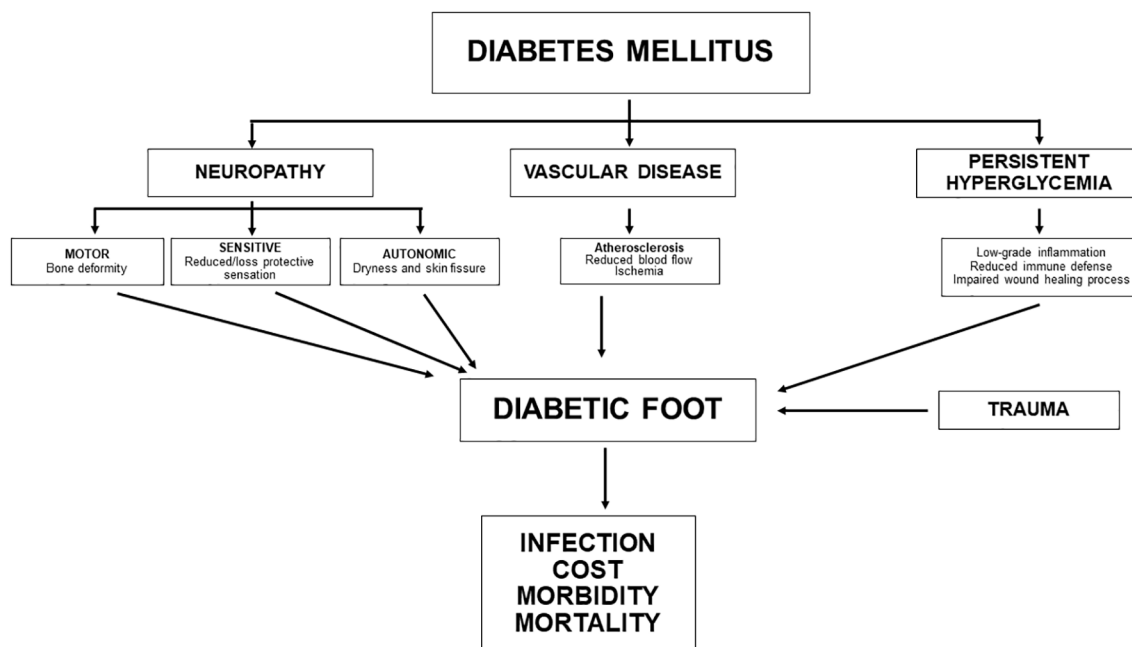 DIABETES MELLITUS
NEUROPATHY
VASCULAR DISEASE
PERSISTENT
HYPERGLYCEMIA
MOTOR
Bone deformity
SENSITIVE
Reduced/loss protective
sensation
AUTONOMIC
Dryness and skin fissure
Atherosclerosis
Reduced blood flow
Ischemia
Low-grade inflammation
Reduced immune defense
Impaired wound healing process
DIABETIC FOOT
TRAUMA
INFECTION
COST
MORBIDITY
MORTALITY